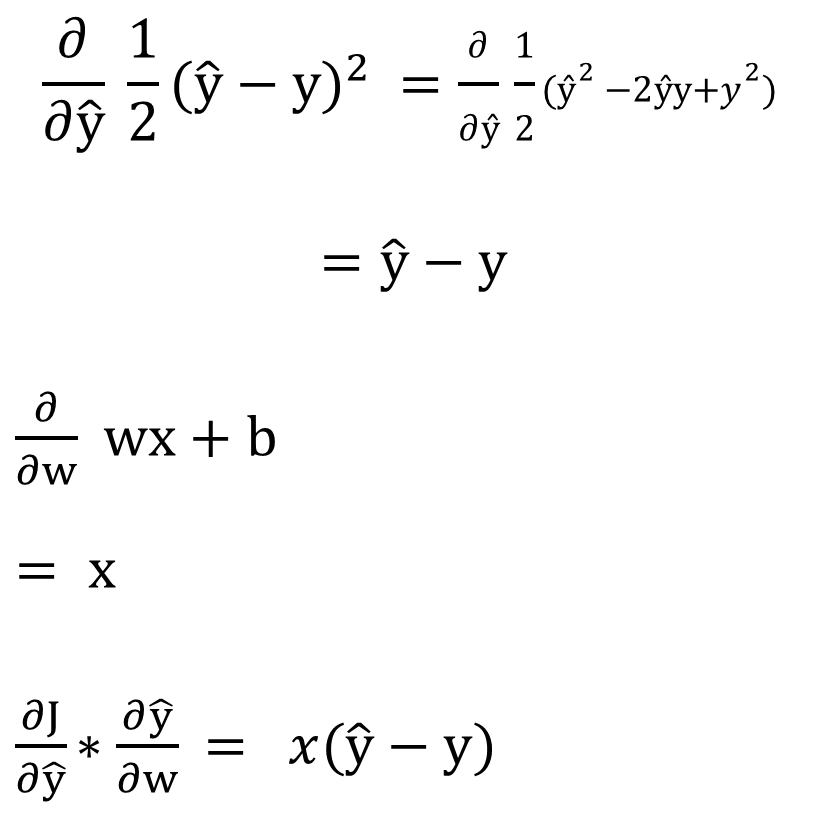 ∂/∂ŷ 1/2 (ŷ − y)² = ∂/∂ŷ 1/2 (ŷ² −2ŷy+y²)
= ŷ − y
∂/∂w wx + b
= x
∂J/∂ŷ * ∂ŷ/∂w = x(ŷ − y)